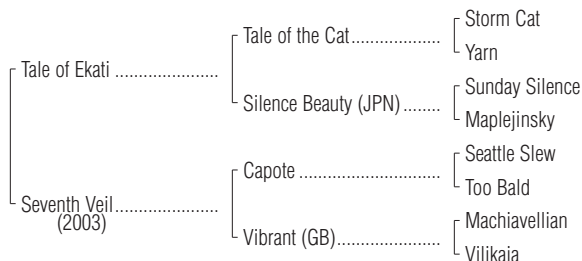 Storm Cat
Tale of the Cat....................
Yarn
Tale of Ekati .......................
Sunday Silence
Silence Beauty (JPN) ........
Maplejinsky
Seattle Slew
Capote ...............................
Too Bald
Seventh Veil.......................
(2003)
Machiavellian
Vibrant (GB).......................
Vilikaia